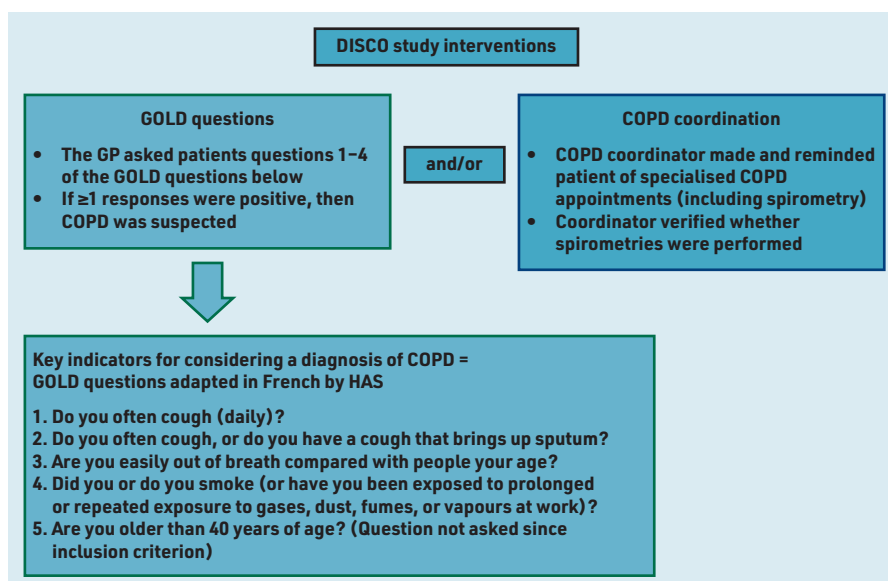 DISCO study interventions
GOLD questions
• The GP asked patients questions 1–4
of the GOLD questions below
• If ≥1 responses were positive, then
COPD was suspected
and/or
COPD coordination
• COPD coordinator made and reminded
patient of specialised COPD
appointments (including spirometry)
• Coordinator verified whether
spirometries were performed
Key indicators for considering a diagnosis of COPD =
GOLD questions adapted in French by HAS
1. Do you often cough (daily)?
2. Do you often cough, or do you have a cough that brings up sputum?
3. Are you easily out of breath compared with people your age?
4. Did you or do you smoke (or have you been exposed to prolonged
or repeated exposure to gases, dust, fumes, or vapours at work)?
5. Are you older than 40 years of age? (Question not asked since
inclusion criterion)